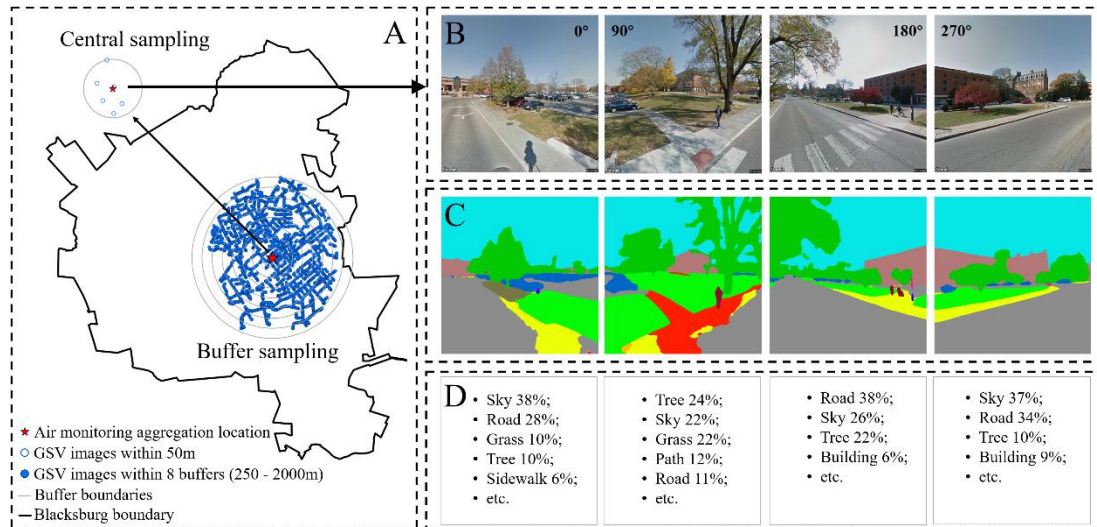 A
Central sampling
Buffer sampling
Air monitoring aggregation location
GSV images within 50m
GSV images within 8 buffers (250 - 2000m)
Buffer boundaries
Blacksburg boundary
B
0°
90°
180°
270°
C
D
• Sky 38%;
• Road 28%;
• Grass 10%;
• Tree 10%;
• Sidewalk 6%;
• etc.
• Tree 24%;
• Sky 22%;
• Grass 22%;
• Path 12%;
• Road 11%;
• etc.
• Road 38%;
• Sky 26%;
• Tree 22%;
• Building 6%;
• etc.
• Sky 37%;
• Road 34%;
• Tree 10%;
• Building 9%;
• etc.